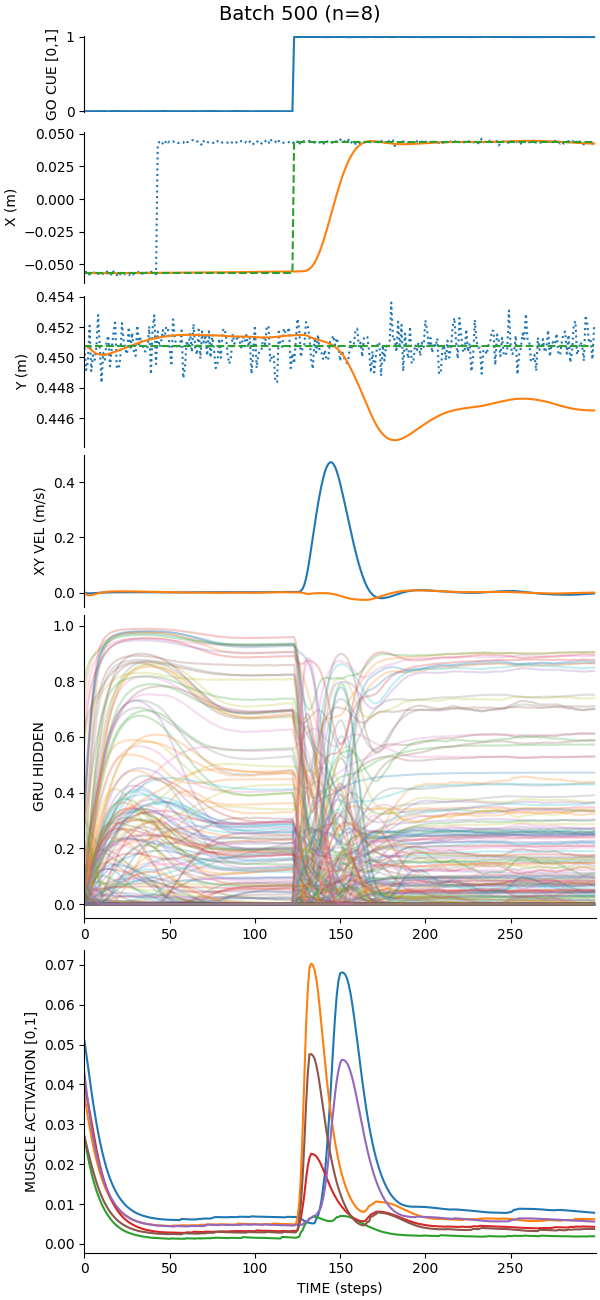 Batch 500 (n=8)
GO CUE [0,1]
1
0
X (m)
0.050
0.025
0.000
−0.025
−0.050
Y (m)
0.454
0.452
0.450
0.448
0.446
XY VEL (m/s)
0.4
0.2
0.0
GRU HIDDEN
1.0
0.8
0.6
0.4
0.2
0.0
0 50 100 150 200 250
MUSCLE ACTIVATION [0,1]
0.07
0.06
0.05
0.04
0.03
0.02
0.01
0.00
0 50 100 150 200 250
TIME (steps)